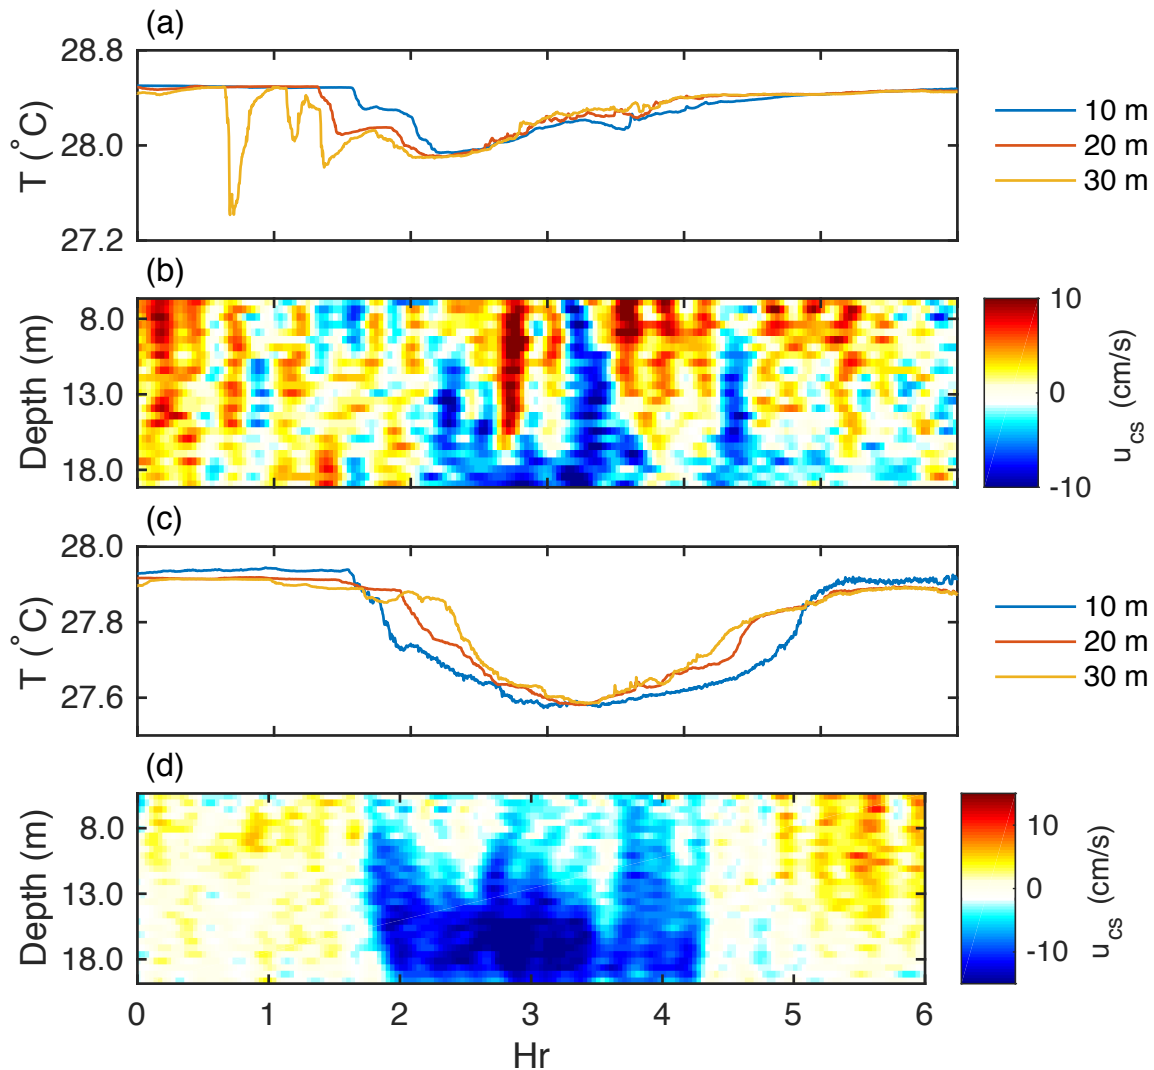 (a)
28.8
28.0
27.2
T (˚C)
10 m
20 m
30 m
(b)
8.0
13.0
18.0
Depth (m)
10
0
-10
u_cs (cm/s)
(c)
28.0
27.8
27.6
T (˚C)
10 m
20 m
30 m
(d)
8.0
13.0
18.0
Depth (m)
10
0
-10
u_cs (cm/s)
0 1 2 3 4 5 6
Hr